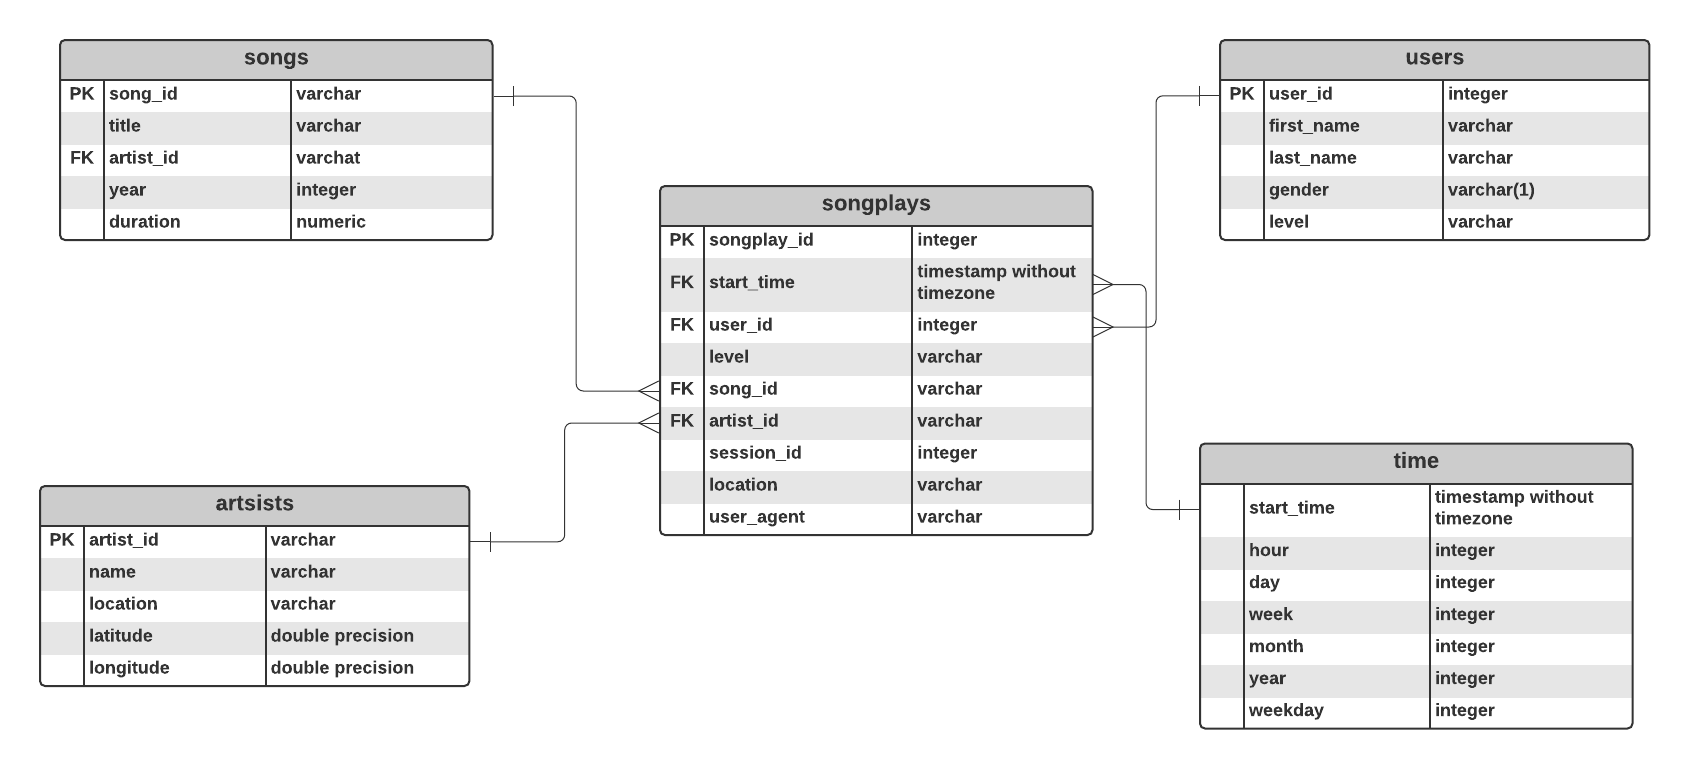 songs
PK song_id varchar
title varchar
FK artist_id varchat
year integer
duration numeric
users
PK user_id integer
first_name varchar
last_name varchar
gender varchar(1)
level varchar
songplays
PK songplay_id integer
FK start_time timestamp without
timezone
FK user_id integer
level varchar
FK song_id varchar
FK artist_id varchar
session_id integer
location varchar
user_agent varchar
artsists
PK artist_id varchar
name varchar
location varchar
latitude double precision
longitude double precision
time
start_time timestamp without
timezone
hour integer
day integer
week integer
month integer
year integer
weekday integer